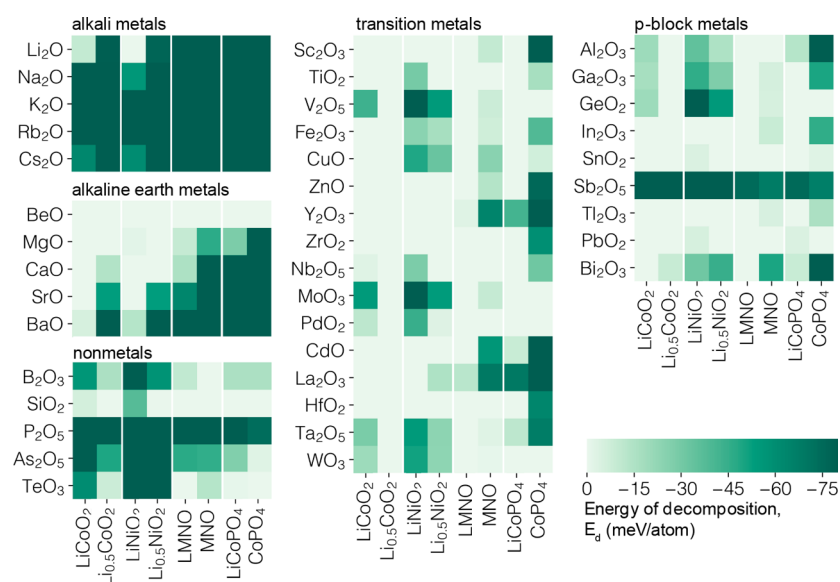 alkali metals
Li₂O
Na₂O
K₂O
Rb₂O
Cs₂O
alkaline earth metals
BeO
MgO
CaO
SrO
BaO
nonmetals
B₂O₃
SiO₂
P₂O₅
As₂O₅
TeO₃
LiCoO₂
Li₀.₅CoO₂
LiNiO₂
Li₀.₅NiO₂
LMNO
MNO
LiCoPO₄
CoPO₄
transition metals
Sc₂O₃
TiO₂
V₂O₅
Fe₂O₃
CuO
ZnO
Y₂O₃
ZrO₂
Nb₂O₅
MoO₃
PdO₂
CdO
La₂O₃
HfO₂
Ta₂O₅
WO₃
LiCoO₂
Li₀.₅CoO₂
LiNiO₂
Li₀.₅NiO₂
LMNO
MNO
LiCoPO₄
CoPO₄
p-block metals
Al₂O₃
Ga₂O₃
GeO₂
In₂O₃
SnO₂
Sb₂O₅
Tl₂O₃
PbO₂
Bi₂O₃
LiCoO₂
Li₀.₅CoO₂
LiNiO₂
Li₀.₅NiO₂
LMNO
MNO
LiCoPO₄
CoPO₄
0 −15 −30 −45 −60 −75
Energy of decomposition,
E_d (meV/atom)